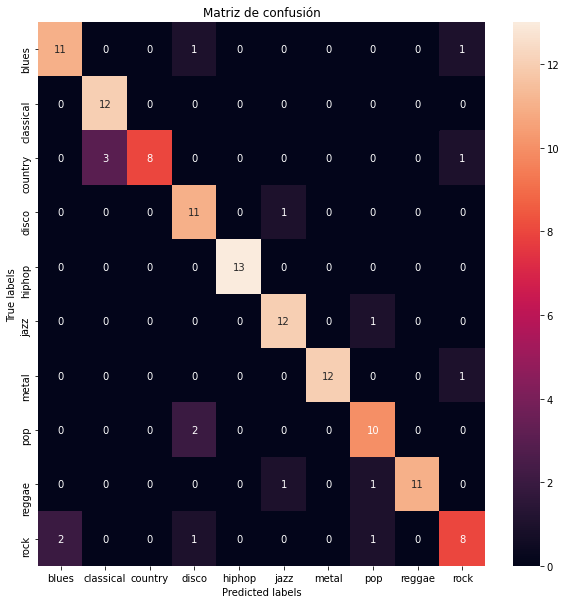 Matriz de confusión
True labels
blues 11 0 0 1 0 0 0 0 0 1
classical 0 12 0 0 0 0 0 0 0 0
country 0 3 8 0 0 0 0 0 0 1
disco 0 0 0 11 0 1 0 0 0 0
hiphop 0 0 0 0 13 0 0 0 0 0
jazz 0 0 0 0 0 12 0 1 0 0
metal 0 0 0 0 0 0 12 0 0 1
pop 0 0 0 2 0 0 0 10 0 0
reggae 0 0 0 0 0 1 0 1 11 0
rock 2 0 0 1 0 0 0 1 0 8
blues classical country disco hiphop jazz metal pop reggae rock
Predicted labels
12
10
8
6
4
2
0